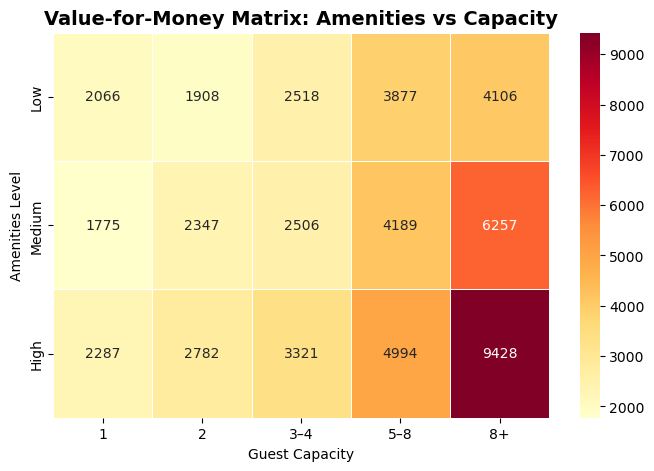 Value-for-Money Matrix: Amenities vs Capacity
Amenities Level
Low
2066 1908 2518 3877 4106
Medium
1775 2347 2506 4189 6257
High
2287 2782 3321 4994 9428
1 2 3–4 5–8 8+
Guest Capacity
9000
8000
7000
6000
5000
4000
3000
2000